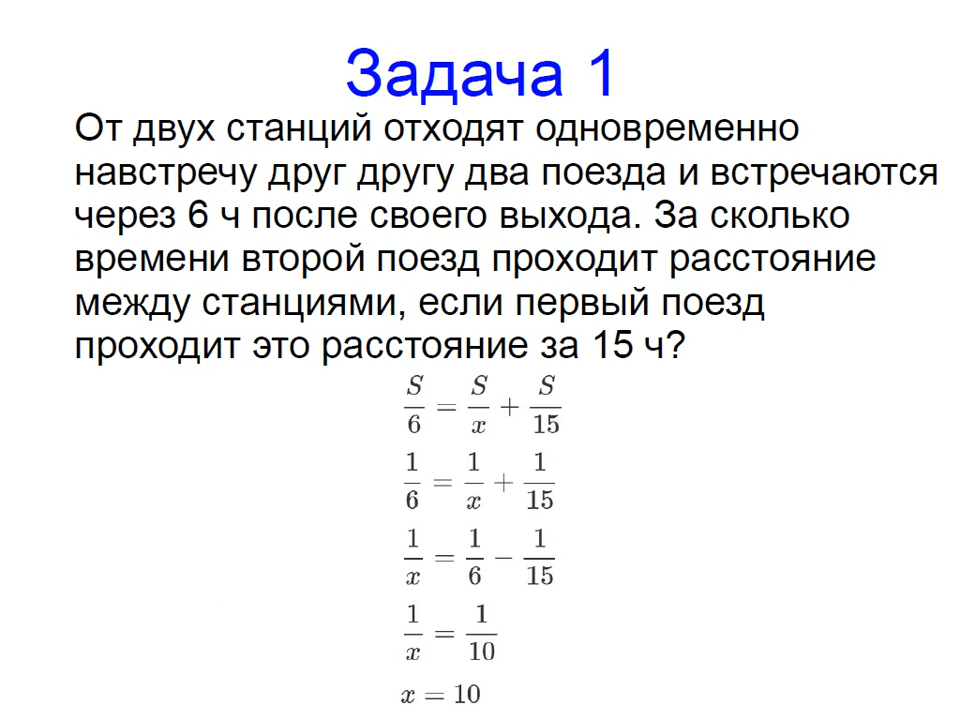 Задача 1
От двух станций отходят одновременно
навстречу друг другу два поезда и встречаются
через 6 ч после своего выхода. За сколько
времени второй поезд проходит расстояние
между станциями, если первый поезд
проходит это расстояние за 15 ч?
S/6 = S/x + S/15
1/6 = 1/x + 1/15
1/x = 1/6 − 1/15
1/x = 1/10
x = 10